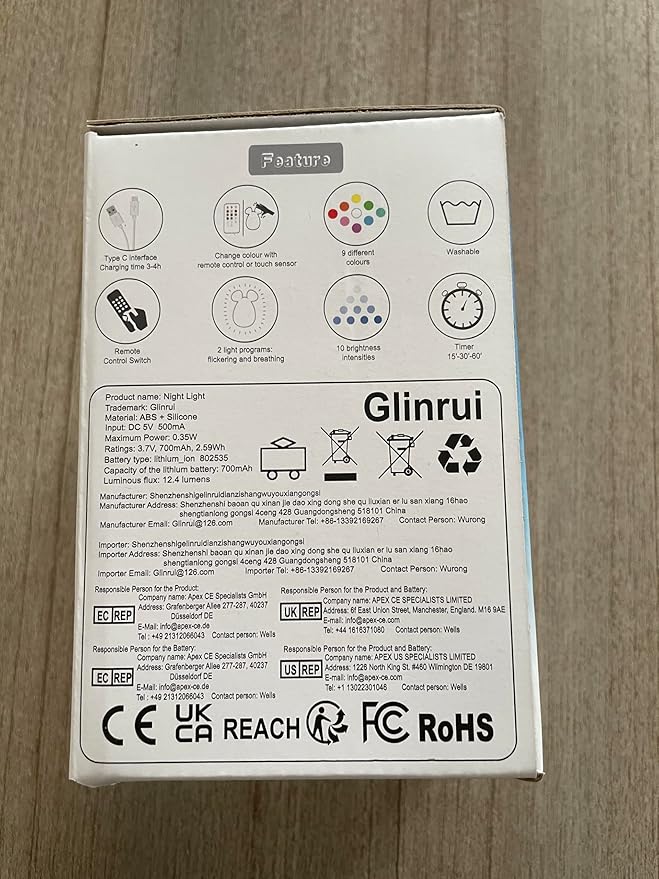 Feature
Type C Interface
Charging time 3-4h
Change colour with
remote control or touch sensor
9 different
colours
Washable
Remote
Control Switch
2 light programs:
flickering and breathing
10 brightness
intensities
Timer
15'-30'-60'
Product name: Night Light
Trademark: Glinrui
Material: ABS + Silicone
Input: DC 5V 500mA
Maximum Power: 0.35W
Ratings: 3.7V, 700mAh, 2.59Wh
Battery type: lithium_ion 802535
Capacity of the lithium battery: 700mAh
Luminous flux: 12.4 lumens
Glinrui
Manufacturer: Shenzhenshigelinruidianzishangwuyouxiangongsi
Manufacturer Address: Shenzhenshi baoan qu xinan jie dao xing dong she qu liuxian er lu san xiang 16hao
shengtianlong gongsi 4ceng 428 Guangdongsheng 518101 China
Manufacturer Email: Glinrui@126.com Manufacturer Tel: +86-13392169267 Contact Person: Wurong
Importer: Shenzhenshigelinruidianzishangwuyouxiangongsi
Importer Address: Shenzhenshi baoan qu xinan jie dao xing dong she qu liuxian er lu san xiang 16hao
shengtianlong gongsi 4ceng 428 Guangdongsheng 518101 China
Importer Email: Glinrui@126.com Importer Tel: +86-13392169267 Contact Person: Wurong
Responsible Person for the Product:
EC REP
Company name: Apex CE Specialists GmbH
Address: Grafenberger Allee 277-287, 40237
Düsseldorf DE
E-Mail: info@apex-ce.de
Tel : +49 21312066043 Contact person: Wells
Responsible Person for the Product and Battery:
UK REP
Company name: APEX CE SPECIALISTS LIMITED
Address: 6f East Union Street, Manchester, England. M16 9AE
E-mail: info@apex-ce.com
Tel: +44 1616371080 Contact person: Wells
Responsible Person for the Battery:
EC REP
Company name: Apex CE Specialists GmbH
Address: Grafenberger Allee 277-287, 40237
Düsseldorf DE
E-Mail: info@apex-ce.de
Tel : +49 21312066043 Contact person: Wells
Responsible Person for the Product and Battery:
US REP
Company name: APEX US SPECIALISTS LIMITED
Address: 1226 North King St. #460 Wilmington DE 19801
E-mail: info@apex-ce.com
Tel: +1 13022301046 Contact person: Wells
CE UK CA REACH FC RoHS